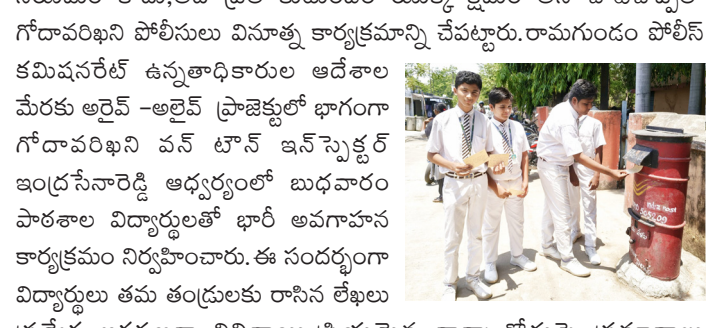 గోదావరిఖని పోలీసులు వినూత్న కార్యక్రమాన్ని చేపట్టారు.రామగుండం పోలీస్
కమిషనరేట్ ఉన్నతాధికారుల ఆదేశాల
మేరకు అరైవ్ –అలైవ్ ప్రాజెక్టులో భాగంగా
గోదావరిఖని వన్ టౌన్ ఇన్‌స్పెక్టర్
ఇంద్రసేనారెడ్డి ఆధ్వర్యంలో బుధవారం
పాఠశాల విద్యార్థులతో భారీ అవగాహన
కార్యక్రమం నిర్వహించారు.ఈ సందర్భంగా
విద్యార్థులు తమ తండ్రులకు రాసిన లేఖలు